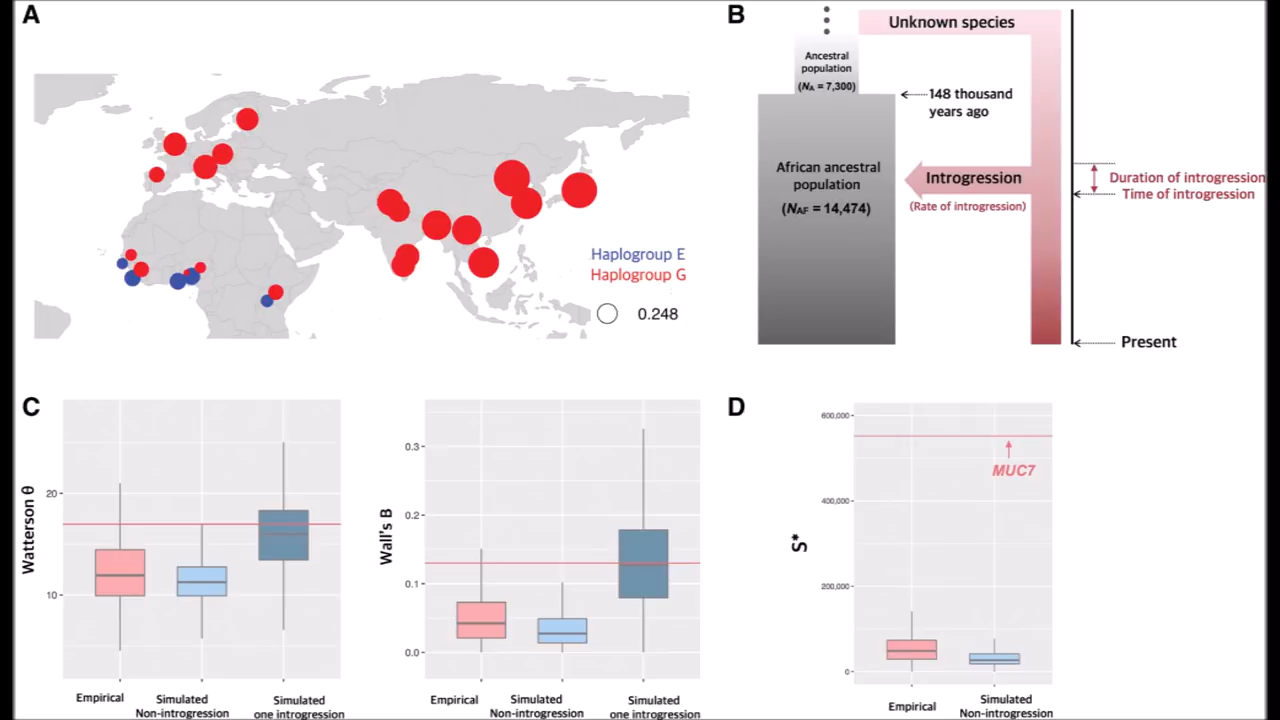 A
Haplogroup E
Haplogroup G
0.248
B
Unknown species
Ancestral
population
(NA = 7,300)
148 thousand
years ago
African ancestral
population
(NAF = 14,474)
Introgression
(Rate of introgression)
Duration of introgression
Time of introgression
Present
C
Watterson θ
20
10
Empirical
Simulated
Non-introgression
Simulated
one introgression
Wall's B
0.3
0.2
0.1
0.0
Empirical
Simulated
Non-introgression
Simulated
one introgression
D
S*
600,000
400,000
200,000
0
MUC7
Empirical
Simulated
Non-introgression